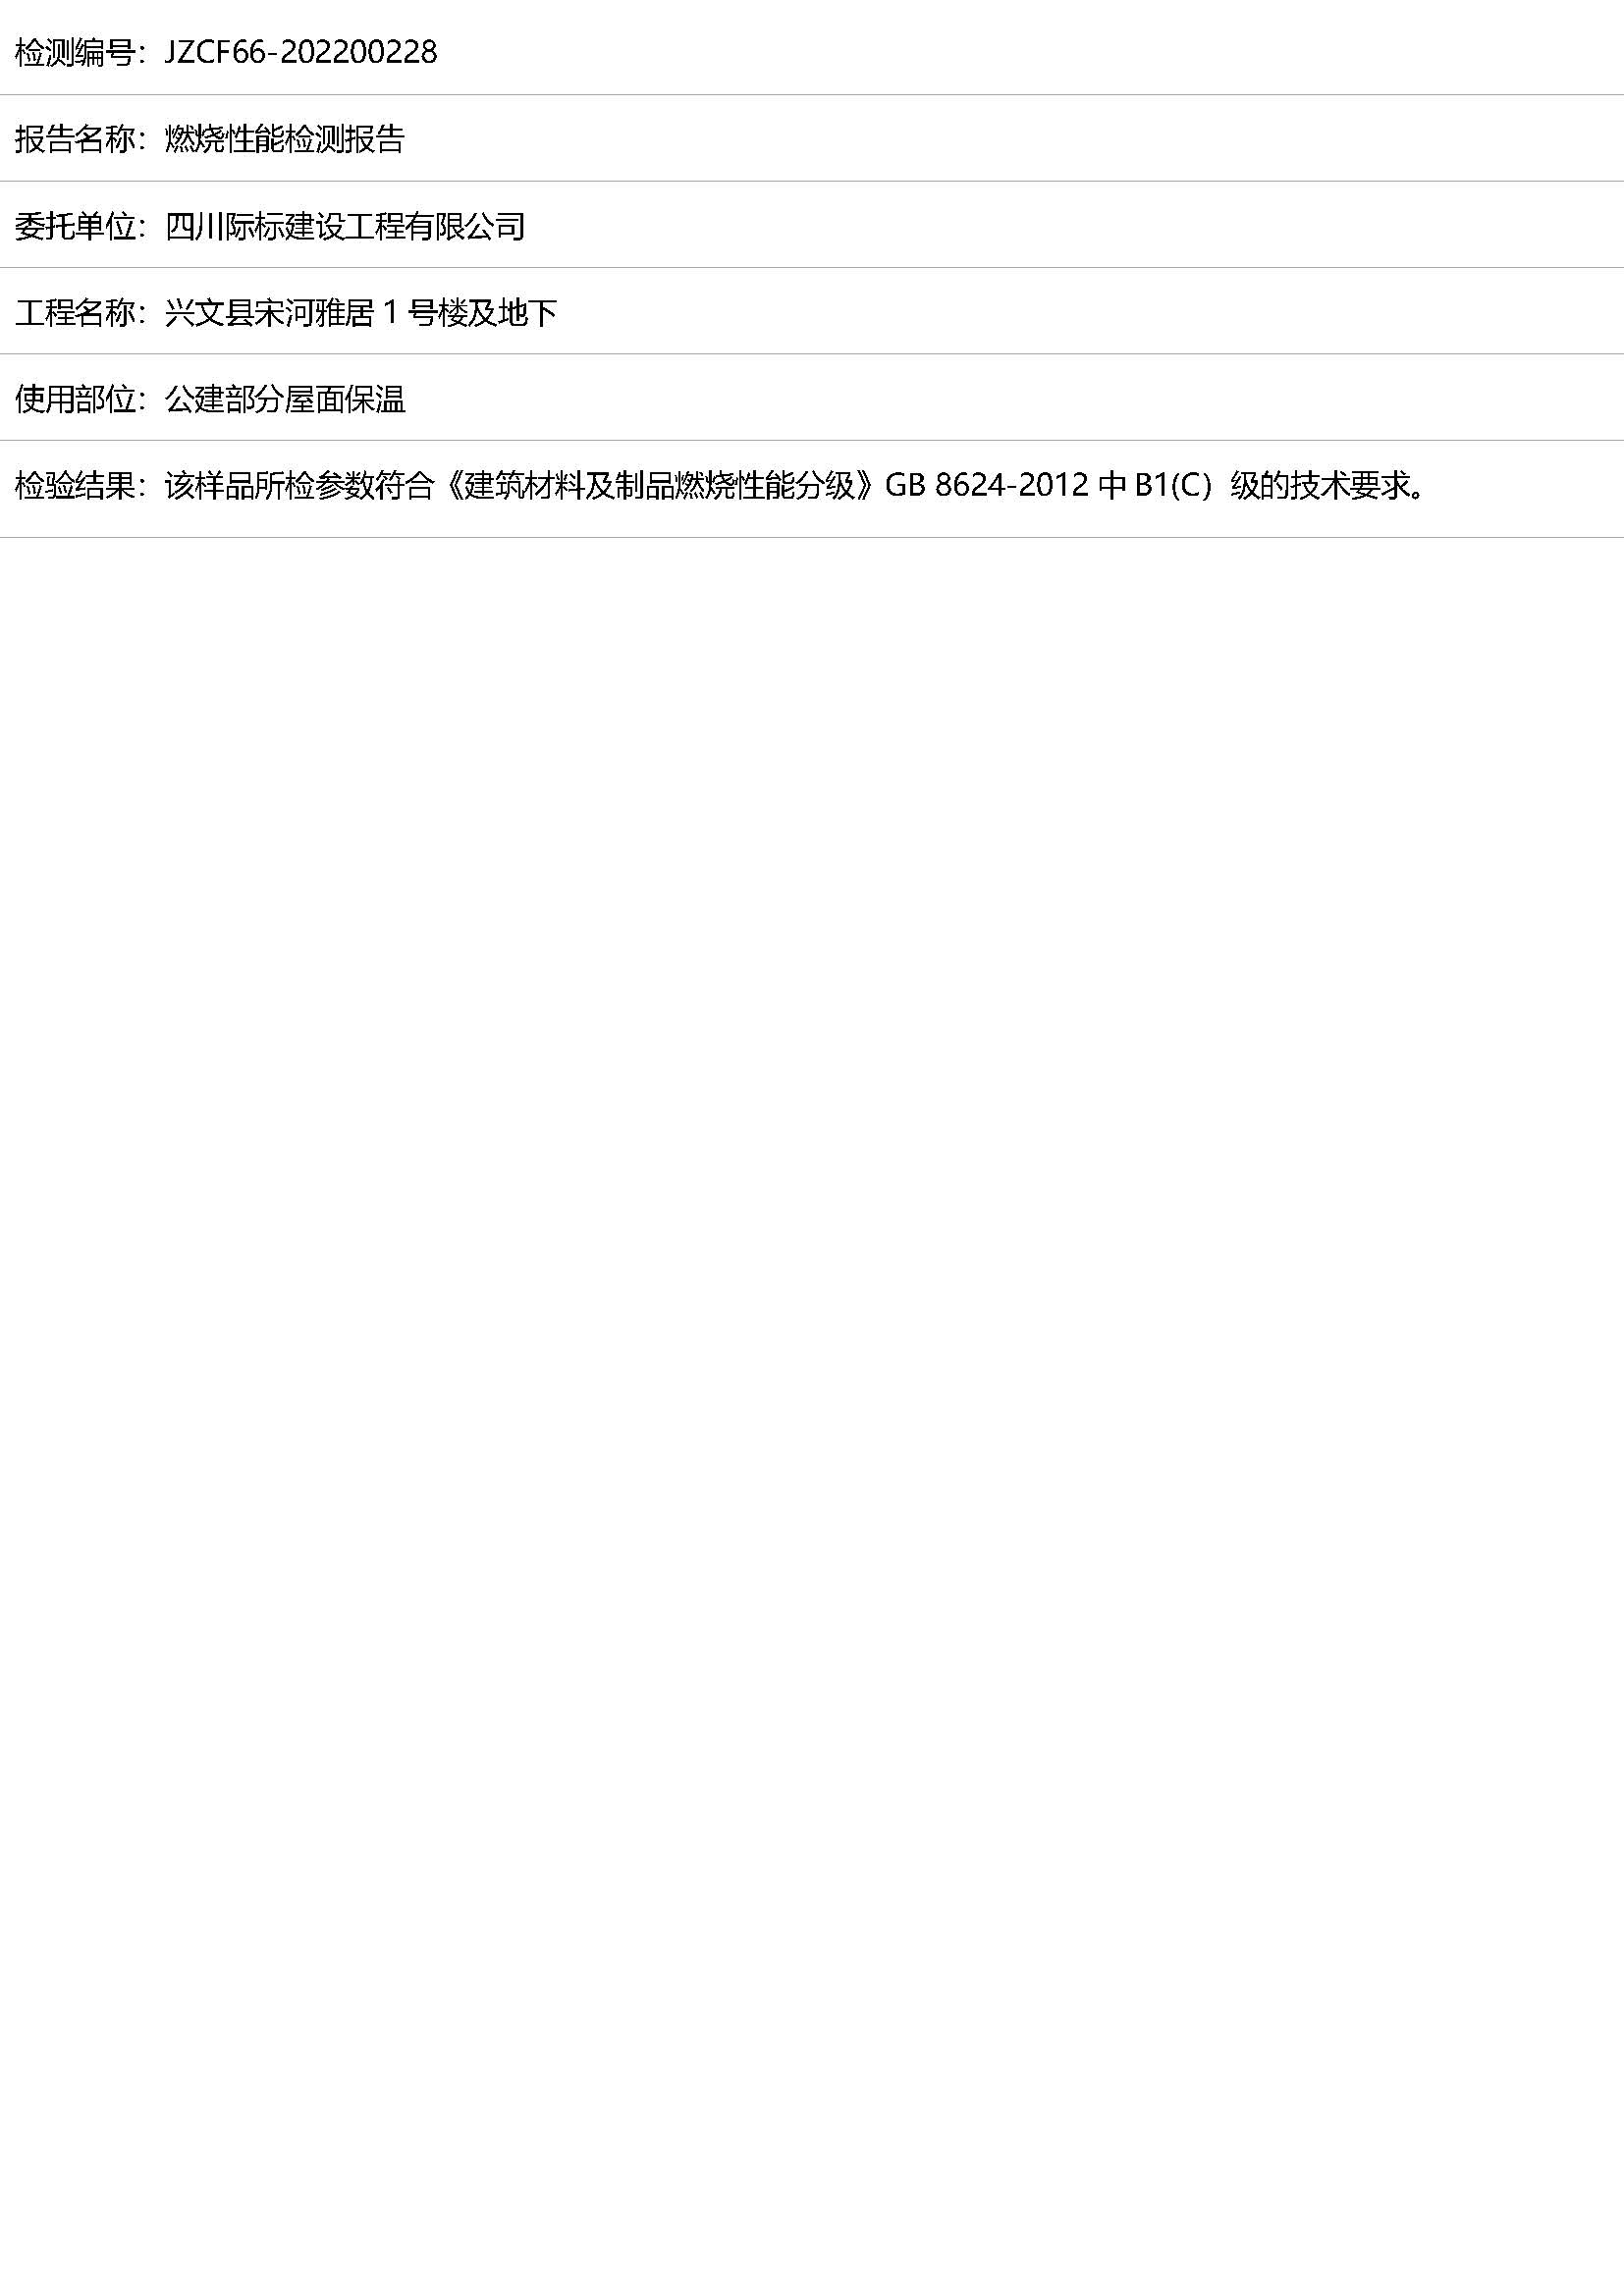 检测编号：JZCF66-202200228
报告名称：燃烧性能检测报告
委托单位：四川际标建设工程有限公司
工程名称：兴文县宋河雅居 1 号楼及地下
使用部位：公建部分屋面保温
检验结果：该样品所检参数符合《建筑材料及制品燃烧性能分级》GB 8624-2012 中 B1(C）级的技术要求。